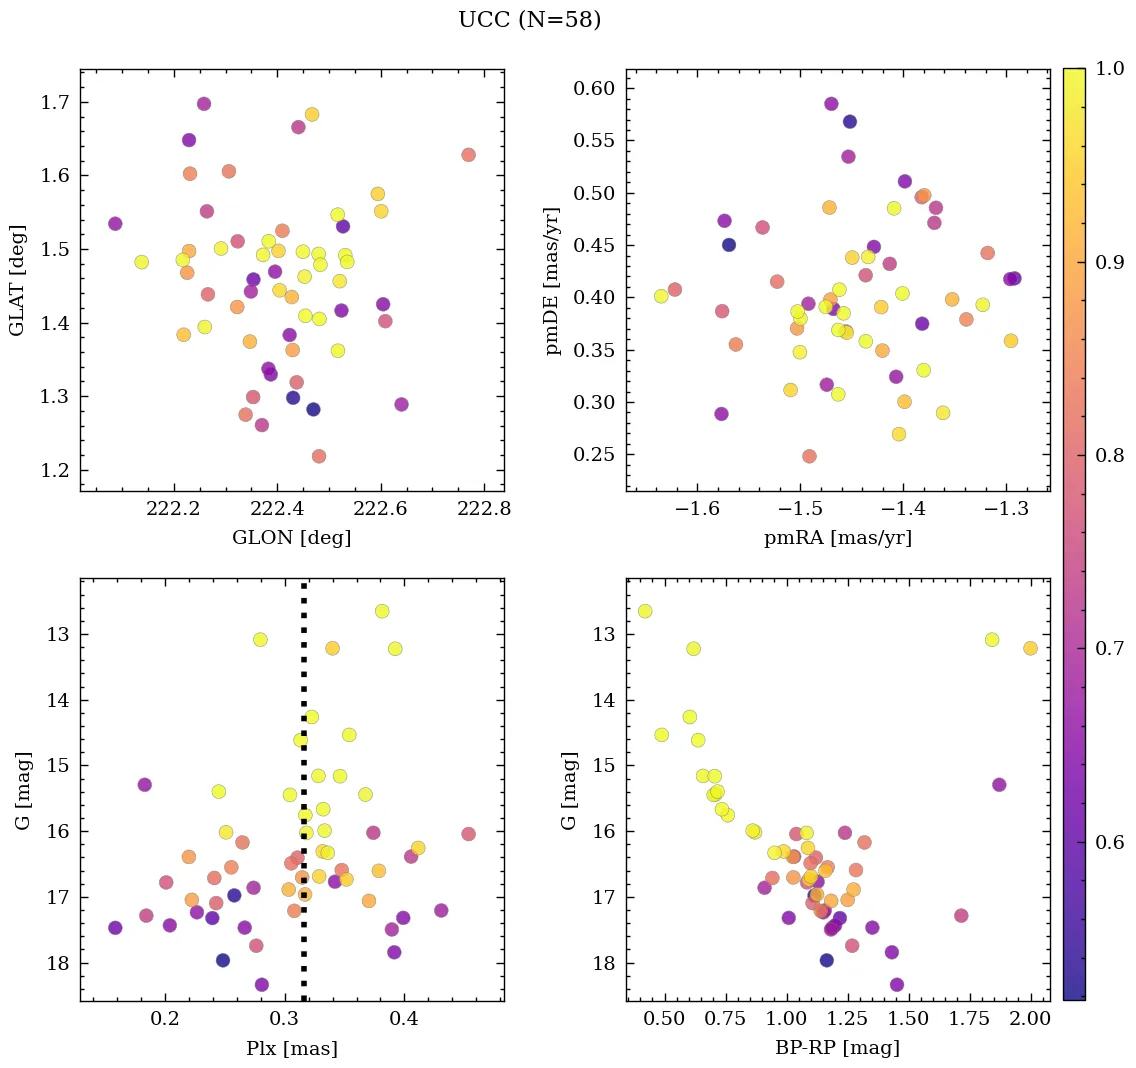 UCC (N=58)
1.7
1.6
1.5
1.4
1.3
1.2
GLAT [deg]
222.2 222.4 222.6 222.8
GLON [deg]
0.60
0.55
0.50
0.45
0.40
0.35
0.30
0.25
pmDE [mas/yr]
−1.6 −1.5 −1.4 −1.3
pmRA [mas/yr]
1.0
0.9
0.8
0.7
0.6
13
14
15
16
17
18
G [mag]
0.2 0.3 0.4
Plx [mas]
13
14
15
16
17
18
G [mag]
0.50 0.75 1.00 1.25 1.50 1.75 2.00
BP-RP [mag]